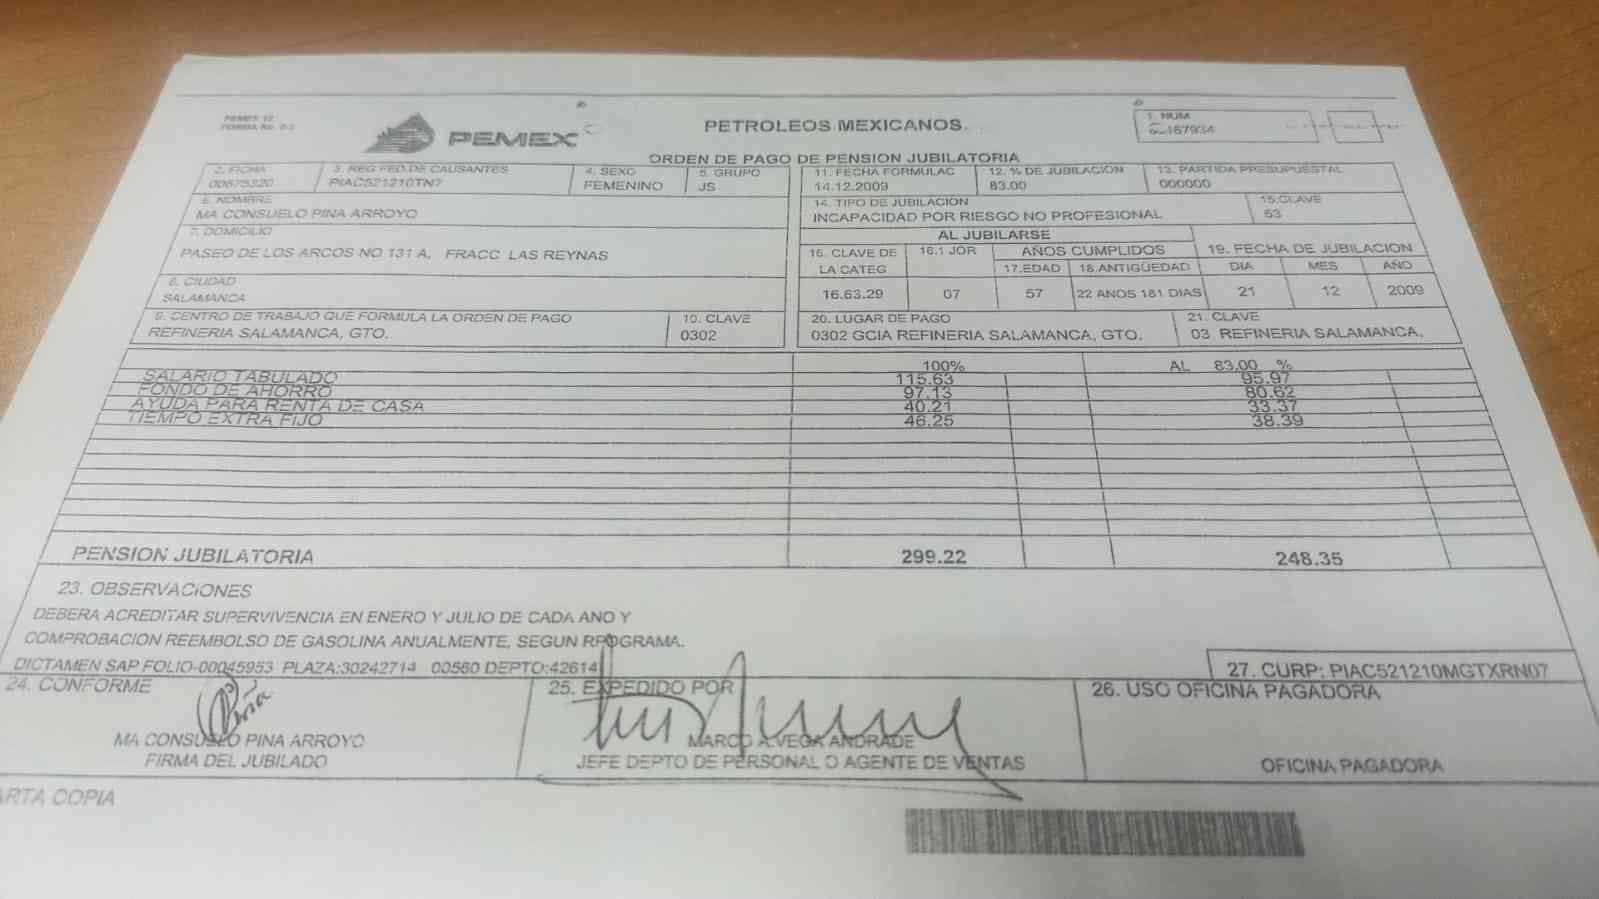 PEMEX 12
PEMEX
PETROLEOS MEXICANOS
1. NUM
167934
ORDEN DE PAGO DE PENSION JUBILATORIA
2. FICHA
00675320
3. REG.FED.DE CAUSANTES
PIAC521210TN7
4. SEXO
FEMENINO
5. GRUPO
JS
11. FECHA FORMULAC
14.12.2009
12. % DE JUBILACION
83.00
13. PARTIDA PRESUPUESTAL
000000
6. NOMBRE
MA CONSUELO PINA ARROYO
14. TIPO DE JUBILACION
INCAPACIDAD POR RIESGO NO PROFESIONAL
15.CLAVE
53
7. DOMICILIO
PASEO DE LOS ARCOS NO 131 A, FRACC LAS REYNAS
AL JUBILARSE
16. CLAVE DE LA CATEG
16.63.29
16.1 JOR
07
AÑOS CUMPLIDOS
17.EDAD
57
18.ANTIGÜEDAD
22 ANOS 181 DIAS
19. FECHA DE JUBILACION
DIA MES AÑO
21 12 2009
8. CIUDAD
SALAMANCA
9. CENTRO DE TRABAJO QUE FORMULA LA ORDEN DE PAGO
REFINERIA SALAMANCA, GTO.
10. CLAVE
0302
20. LUGAR DE PAGO
0302 GCIA REFINERIA SALAMANCA, GTO.
21. CLAVE
03 REFINERIA SALAMANCA,
100% AL 83.00 %
SALARIO TABULADO 115.63 95.97
FONDO DE AHORRO 97.13 80.62
AYUDA PARA RENTA DE CASA 40.21 33.37
TIEMPO EXTRA FIJO 46.25 38.39
PENSION JUBILATORIA 299.22 248.35
23. OBSERVACIONES
DEBERA ACREDITAR SUPERVIVENCIA EN ENERO Y JULIO DE CADA ANO Y
COMPROBACION REEMBOLSO DE GASOLINA ANUALMENTE, SEGUN RPOGRAMA.
DICTAMEN SAP FOLIO-00045953 PLAZA:30242714 00560 DEPTO:42614
27. CURP: PIAC521210MGTXRN07
24. CONFORME
MA CONSUELO PINA ARROYO
FIRMA DEL JUBILADO
25. EXPEDIDO POR
MARCO A.VEGA ANDRADE
JEFE DEPTO DE PERSONAL O AGENTE DE VENTAS
26. USO OFICINA PAGADORA
OFICINA PAGADORA
ARTA COPIA